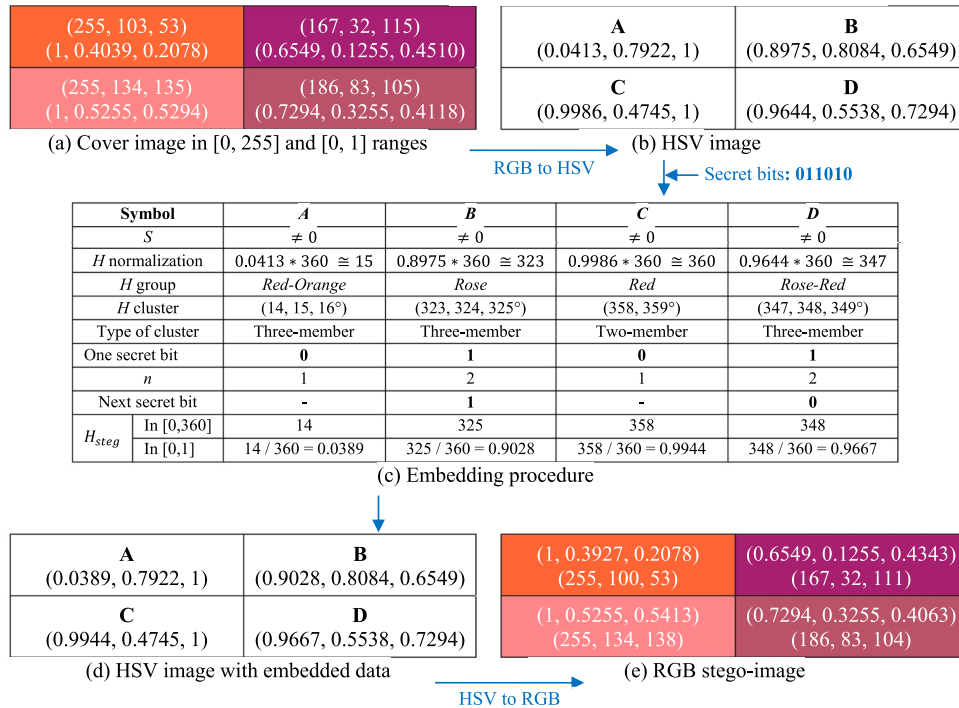 (255, 103, 53)
(1, 0.4039, 0.2078)
(167, 32, 115)
(0.6549, 0.1255, 0.4510)
(255, 134, 135)
(1, 0.5255, 0.5294)
(186, 83, 105)
(0.7294, 0.3255, 0.4118)
(a) Cover image in [0, 255] and [0, 1] ranges
RGB to HSV
A
(0.0413, 0.7922, 1)
B
(0.8975, 0.8084, 0.6549)
C
(0.9986, 0.4745, 1)
D
(0.9644, 0.5538, 0.7294)
(b) HSV image
Secret bits: 011010
Symbol A B C D
S ≠ 0 ≠ 0 ≠ 0 ≠ 0
H normalization 0.0413 * 360 ≅ 15 0.8975 * 360 ≅ 323 0.9986 * 360 ≅ 360 0.9644 * 360 ≅ 347
H group Red-Orange Rose Red Rose-Red
H cluster (14, 15, 16°) (323, 324, 325°) (358, 359°) (347, 348, 349°)
Type of cluster Three-member Three-member Two-member Three-member
One secret bit 0 1 0 1
n 1 2 1 2
Next secret bit - 1 - 0
H_steg In [0,360] 14 325 358 348
In [0,1] 14 / 360 = 0.0389 325 / 360 = 0.9028 358 / 360 = 0.9944 348 / 360 = 0.9667
(c) Embedding procedure
A
(0.0389, 0.7922, 1)
B
(0.9028, 0.8084, 0.6549)
C
(0.9944, 0.4745, 1)
D
(0.9667, 0.5538, 0.7294)
(d) HSV image with embedded data
HSV to RGB
(1, 0.3927, 0.2078)
(255, 100, 53)
(0.6549, 0.1255, 0.4343)
(167, 32, 111)
(1, 0.5255, 0.5413)
(255, 134, 138)
(0.7294, 0.3255, 0.4063)
(186, 83, 104)
(e) RGB stego-image